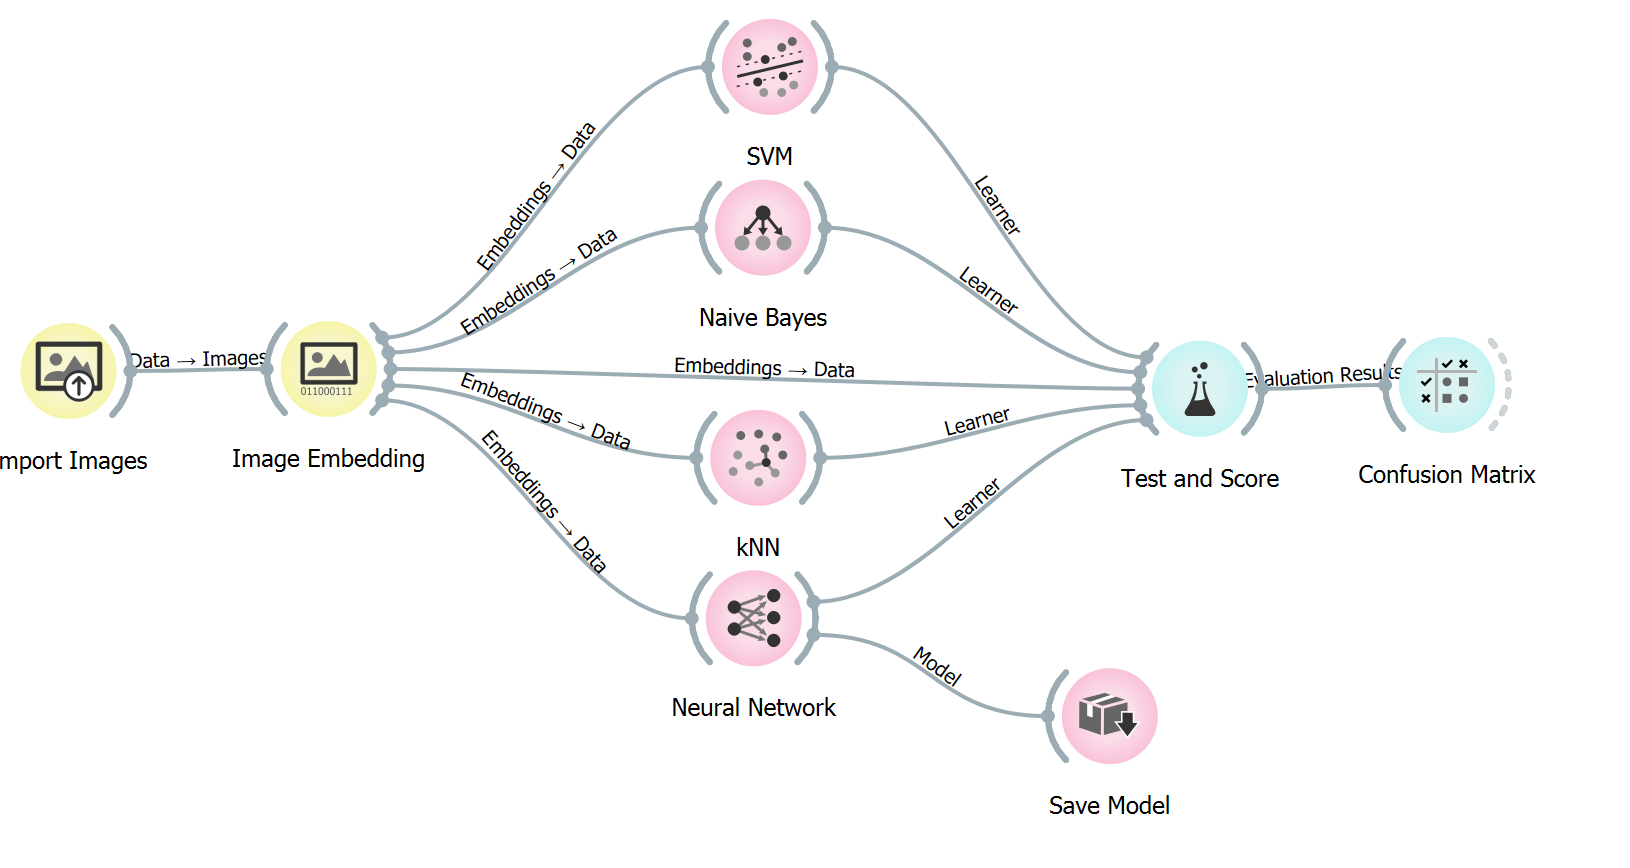 SVM
Embeddings → Data
Learner
Naive Bayes
Embeddings → Data
Learner
mport Images
Data → Images
011000111
Image Embedding
Embeddings → Data
Embeddings → Data
Learner
kNN
Embeddings → Data
Learner
Neural Network
Model
Save Model
Test and Score
Evaluation Results
Confusion Matrix